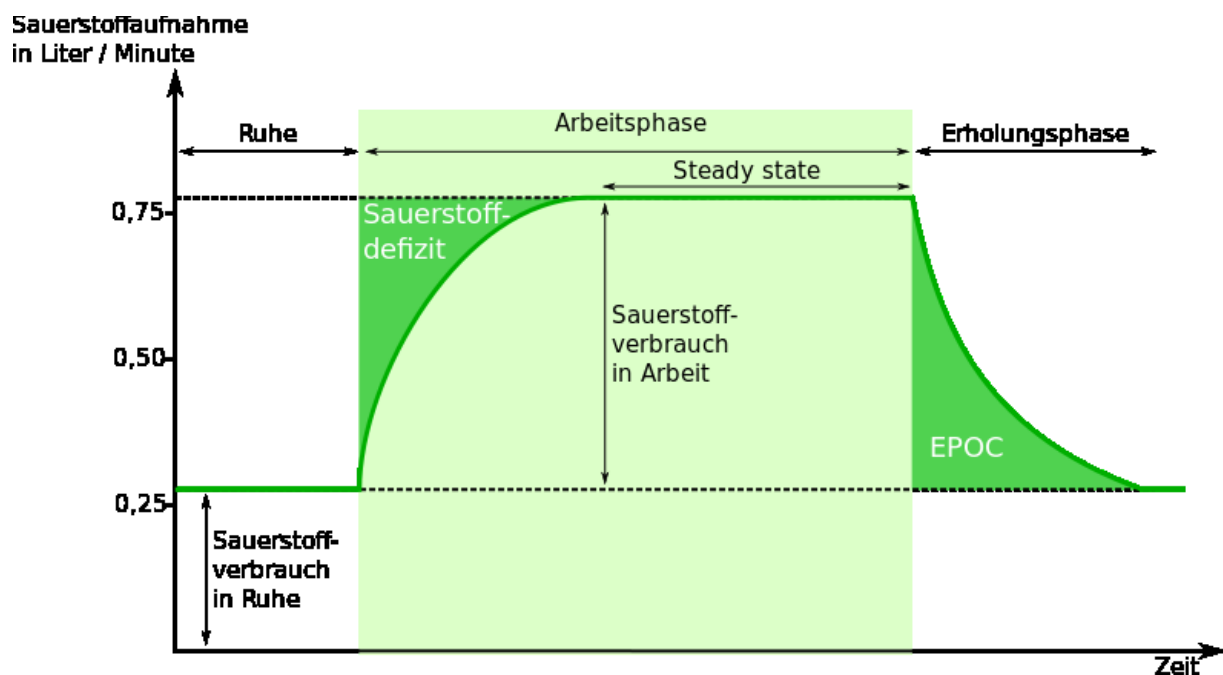 Sauerstoffaufnahme
in Liter / Minute
Ruhe
Arbeitsphase
Erholungsphase
Steady state
0,75
Sauerstoff-
defizit
Sauerstoff-
verbrauch
in Arbeit
0,50
EPOC
0,25
Sauerstoff-
verbrauch
in Ruhe
Zeit